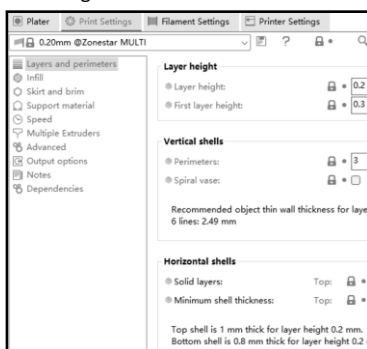 Plater
Print Settings
Filament Settings
Printer Settings
0.20mm @Zonestar MULTI
?
Layers and perimeters
Infill
Skirt and brim
Support material
Speed
Multiple Extruders
Advanced
Output options
Notes
Dependencies
Layer height
Layer height:
0.2
First layer height:
0.3
Vertical shells
Perimeters:
3
Spiral vase:
Recommended object thin wall thickness for laye
6 lines: 2.49 mm
Horizontal shells
Solid layers:
Top:
Minimum shell thickness:
Top:
Top shell is 1 mm thick for layer height 0.2 mm.
Bottom shell is 0.8 mm thick for layer height 0.2